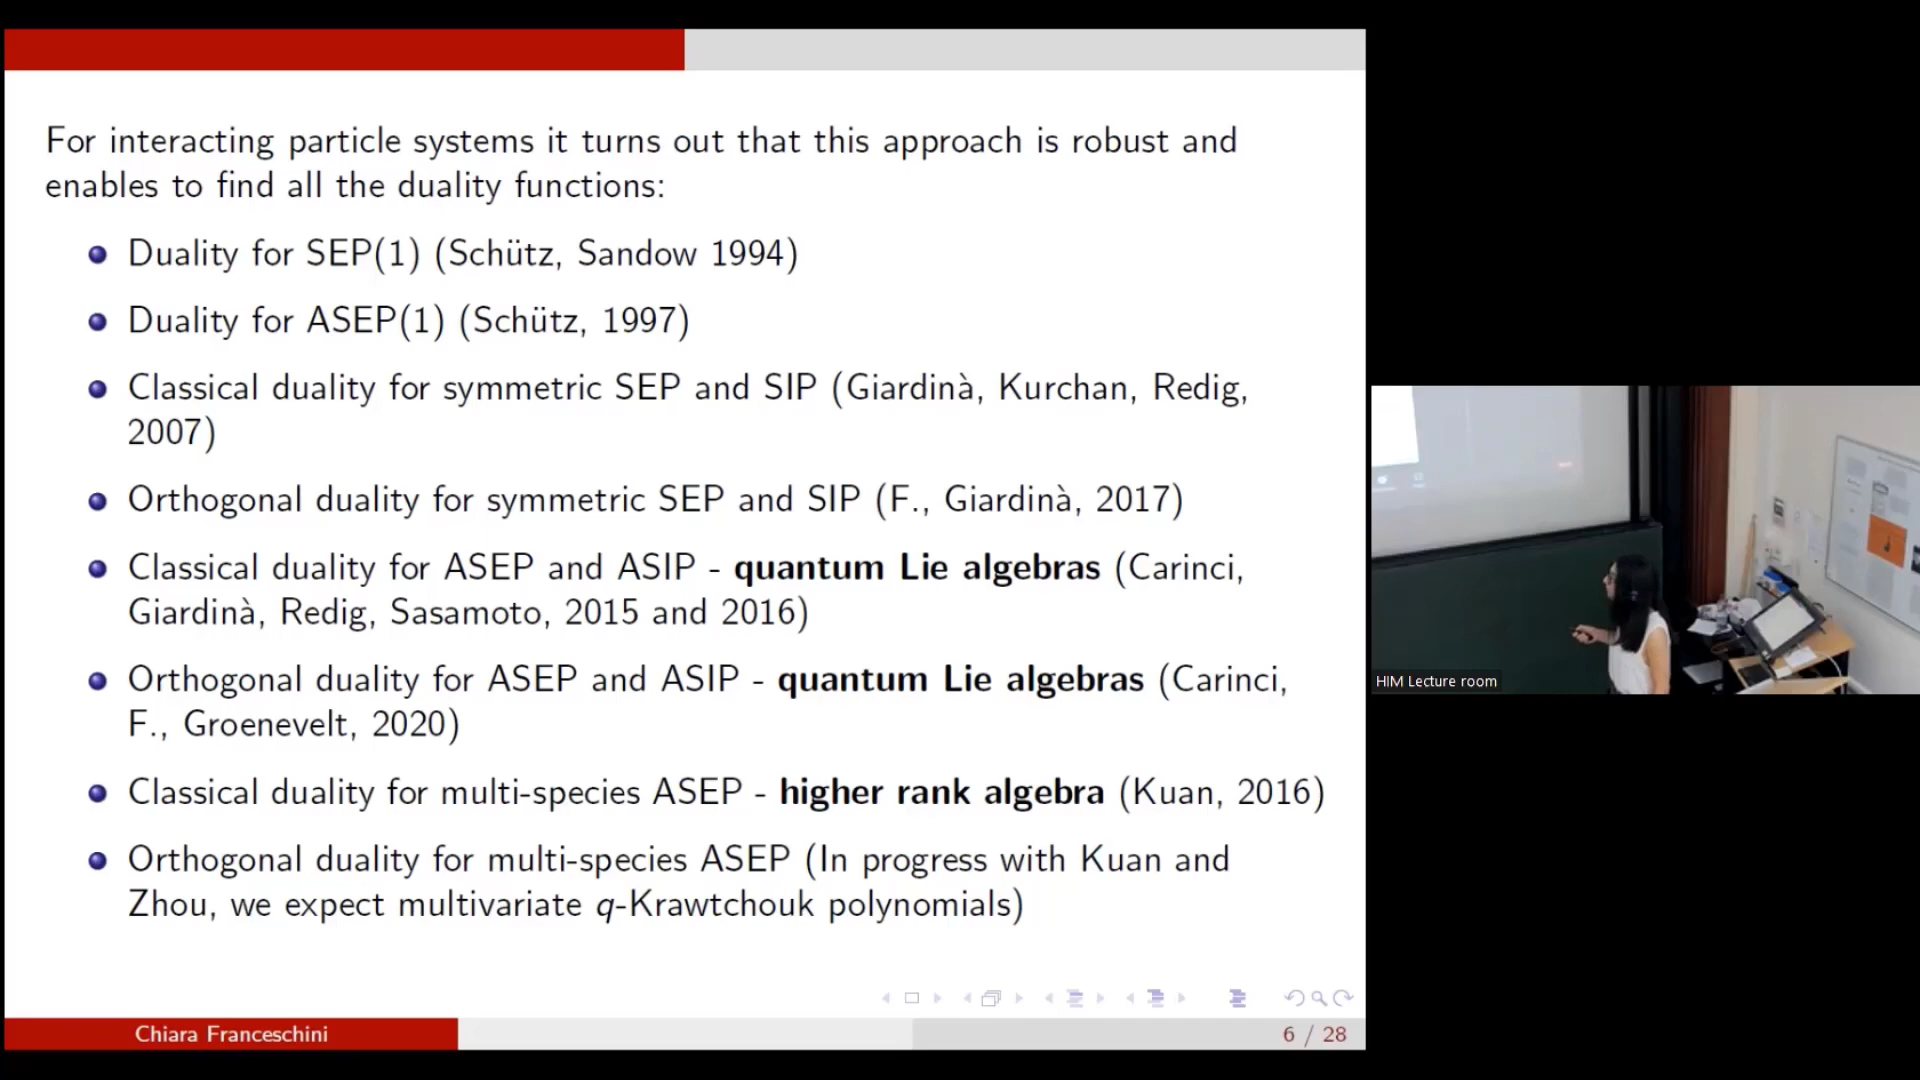 For interacting particle systems it turns out that this approach is robust and
enables to find all the duality functions:
Duality for SEP(1) (Schütz, Sandow 1994)
Duality for ASEP(1) (Schütz, 1997)
Classical duality for symmetric SEP and SIP (Giardinà, Kurchan, Redig,
2007)
Orthogonal duality for symmetric SEP and SIP (F., Giardinà, 2017)
Classical duality for ASEP and ASIP - quantum Lie algebras (Carinci,
Giardinà, Redig, Sasamoto, 2015 and 2016)
Orthogonal duality for ASEP and ASIP - quantum Lie algebras (Carinci,
F., Groenevelt, 2020)
Classical duality for multi-species ASEP - higher rank algebra (Kuan, 2016)
Orthogonal duality for multi-species ASEP (In progress with Kuan and
Zhou, we expect multivariate q-Krawtchouk polynomials)
Chiara Franceschini
6 / 28
HIM Lecture room